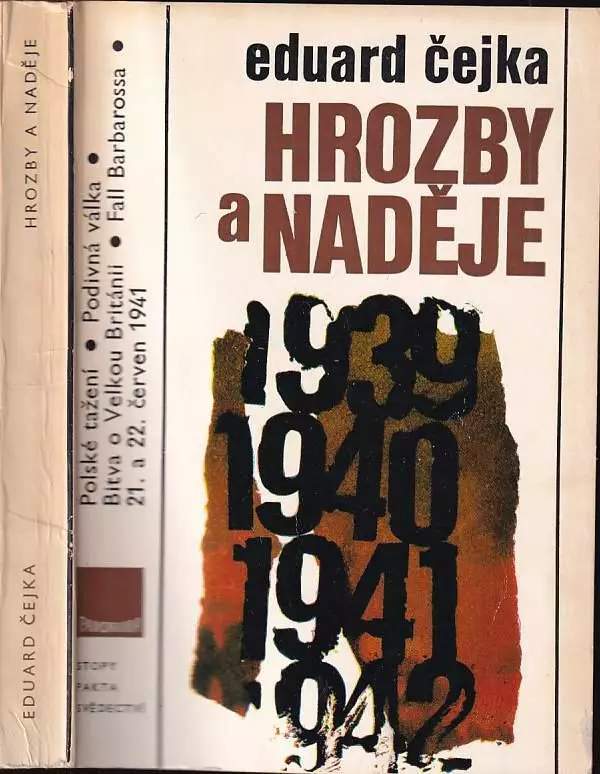 HROZBY A NADĚJE
EDUARD ČEJKA
Polské tažení • Podivná válka •
Bitva o Velkou Británii • Fall Barbarossa •
21. a 22. červen 1941
STOPY
FAKTA
SVĚDECTVÍ
eduard čejka
HROZBY
a NADĚJE
1939
1940
1941
1942